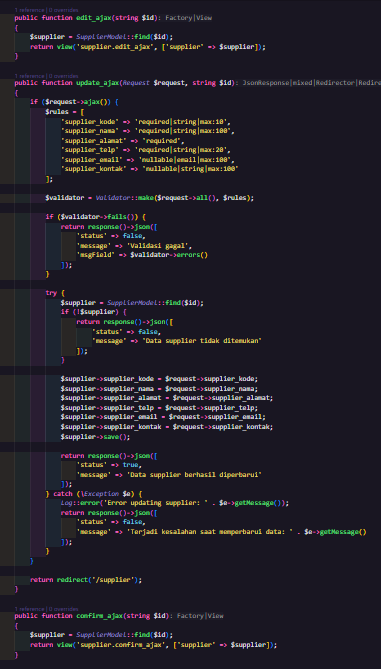 1 reference | 0 overrides
public function edit_ajax(string $id): Factory|View
{
    $supplier = SupplierModel::find($id);
    return view('supplier.edit_ajax', ['supplier' => $supplier]);
}
1 reference | 0 overrides
public function update_ajax(Request $request, string $id): JsonResponse|mixed|Redirector|Redire
{
    if ($request->ajax()) {
        $rules = [
            'supplier_kode' => 'required|string|max:10',
            'supplier_nama' => 'required|string|max:100',
            'supplier_alamat' => 'required',
            'supplier_telp' => 'required|string|max:20',
            'supplier_email' => 'nullable|email|max:100',
            'supplier_kontak' => 'nullable|string|max:100'
        ];
        $validator = Validator::make($request->all(), $rules);
        if ($validator->fails()) {
            return response()->json([
                'status' => false,
                'message' => 'Validasi gagal',
                'msgField' => $validator->errors()
            ]);
        }
        try {
            $supplier = SupplierModel::find($id);
            if (!$supplier) {
                return response()->json([
                    'status' => false,
                    'message' => 'Data supplier tidak ditemukan'
                ]);
            }
            $supplier->supplier_kode = $request->supplier_kode;
            $supplier->supplier_nama = $request->supplier_nama;
            $supplier->supplier_alamat = $request->supplier_alamat;
            $supplier->supplier_telp = $request->supplier_telp;
            $supplier->supplier_email = $request->supplier_email;
            $supplier->supplier_kontak = $request->supplier_kontak;
            $supplier->save();
            return response()->json([
                'status' => true,
                'message' => 'Data supplier berhasil diperbarui'
            ]);
        } catch (\Exception $e) {
            Log::error('Error updating supplier: ' . $e->getMessage());
            return response()->json([
                'status' => false,
                'message' => 'Terjadi kesalahan saat memperbarui data: ' . $e->getMessage()
            ]);
        }
    }
    return redirect('/supplier');
}
1 reference | 0 overrides
public function confirm_ajax(string $id): Factory|View
{
    $supplier = SupplierModel::find($id);
    return view('supplier.confirm_ajax', ['supplier' => $supplier]);
}